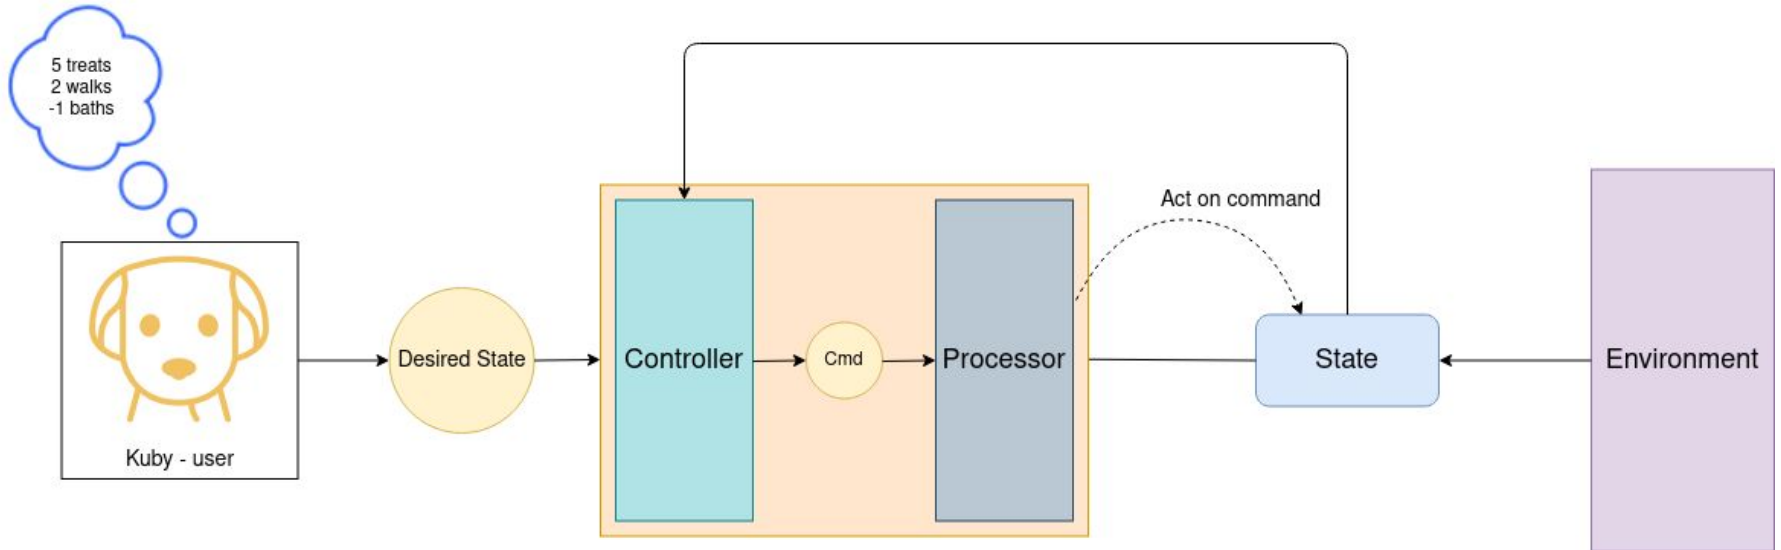 5 treats
2 walks
-1 baths
Kuby - user
Desired State
Controller
Cmd
Processor
Act on command
State
Environment